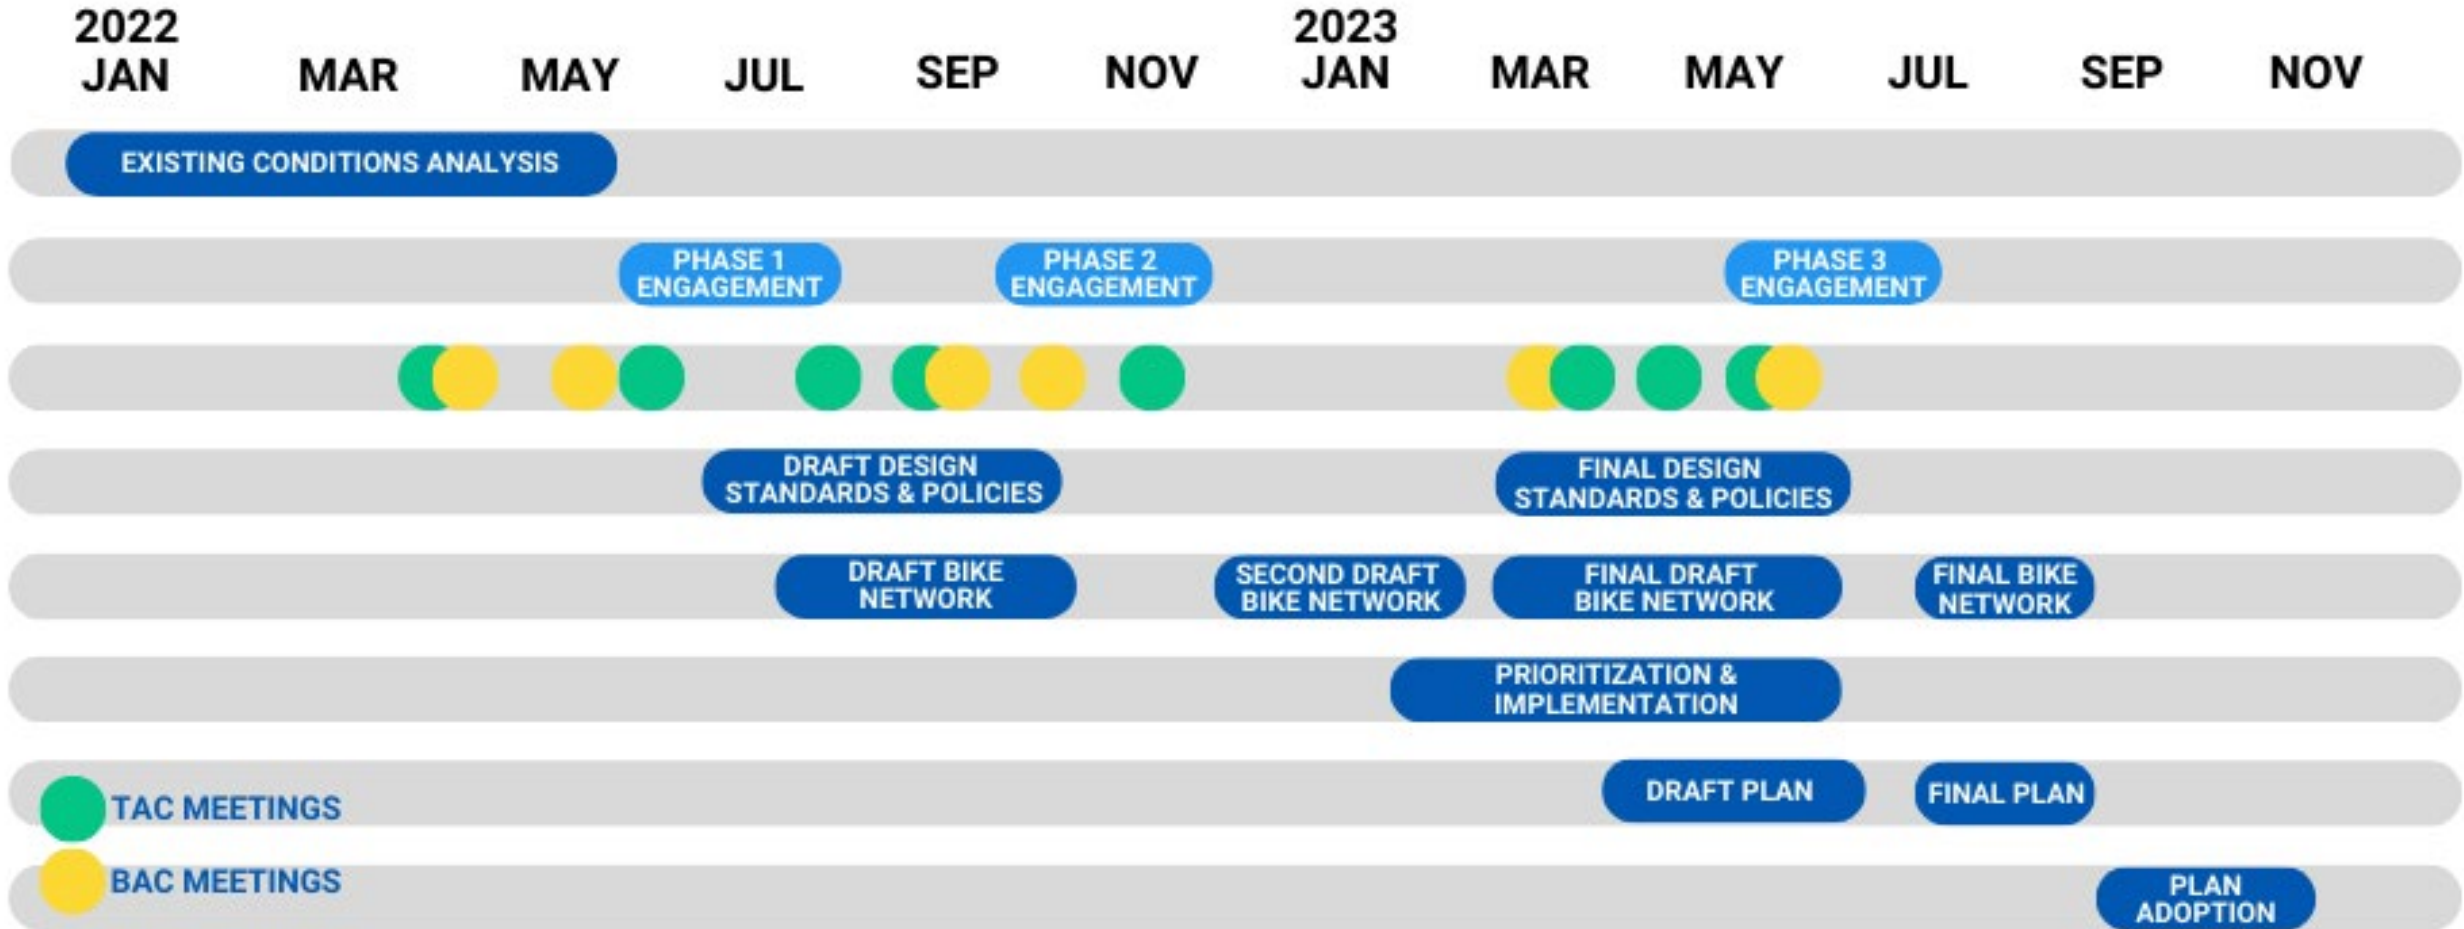 2022
JAN MAR MAY JUL SEP NOV
2023
JAN MAR MAY JUL SEP NOV
EXISTING CONDITIONS ANALYSIS
PHASE 1
ENGAGEMENT
PHASE 2
ENGAGEMENT
PHASE 3
ENGAGEMENT
DRAFT DESIGN
STANDARDS & POLICIES
FINAL DESIGN
STANDARDS & POLICIES
DRAFT BIKE
NETWORK
SECOND DRAFT
BIKE NETWORK
FINAL DRAFT
BIKE NETWORK
FINAL BIKE
NETWORK
PRIORITIZATION &
IMPLEMENTATION
DRAFT PLAN
FINAL PLAN
TAC MEETINGS
BAC MEETINGS
PLAN
ADOPTION